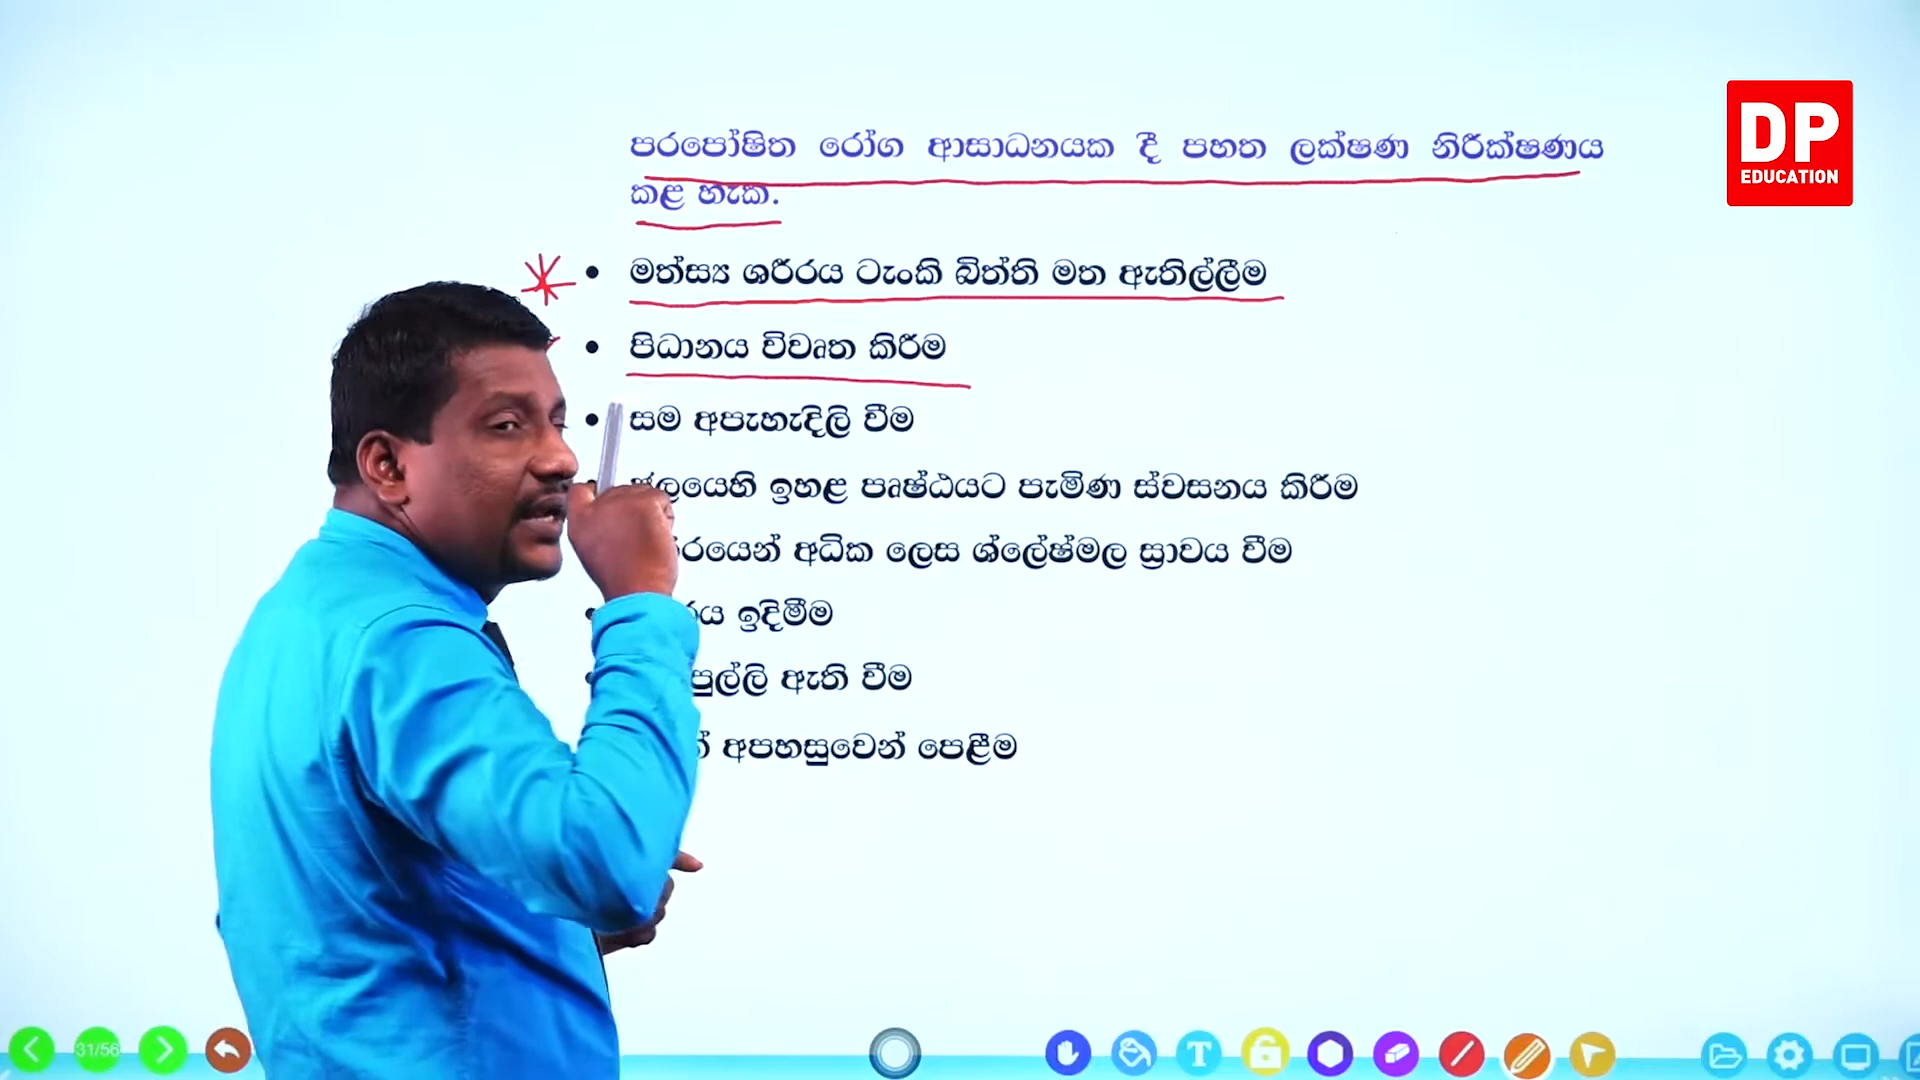 DP
EDUCATION
පරපෝෂිත රෝග ආසාධනයක දී පහත ලක්ෂණ නිරීක්ෂණය
කළ හැක.
• මත්ස්‍ය ශරීරය ටැංකි බිත්ති මත ඇතිල්ලීම
• පිධානය විවෘත කිරීම
• සම අපැහැදිලි වීම
ඉහළ පෘෂ්ඨයට පැමිණ ස්වසනය කිරීම
අධික ලෙස ශ්ලේෂ්මල ස්‍රාවය වීම
ඉදිමීම
ඇති වීම
අපහසුවෙන් පෙළීම
31/56